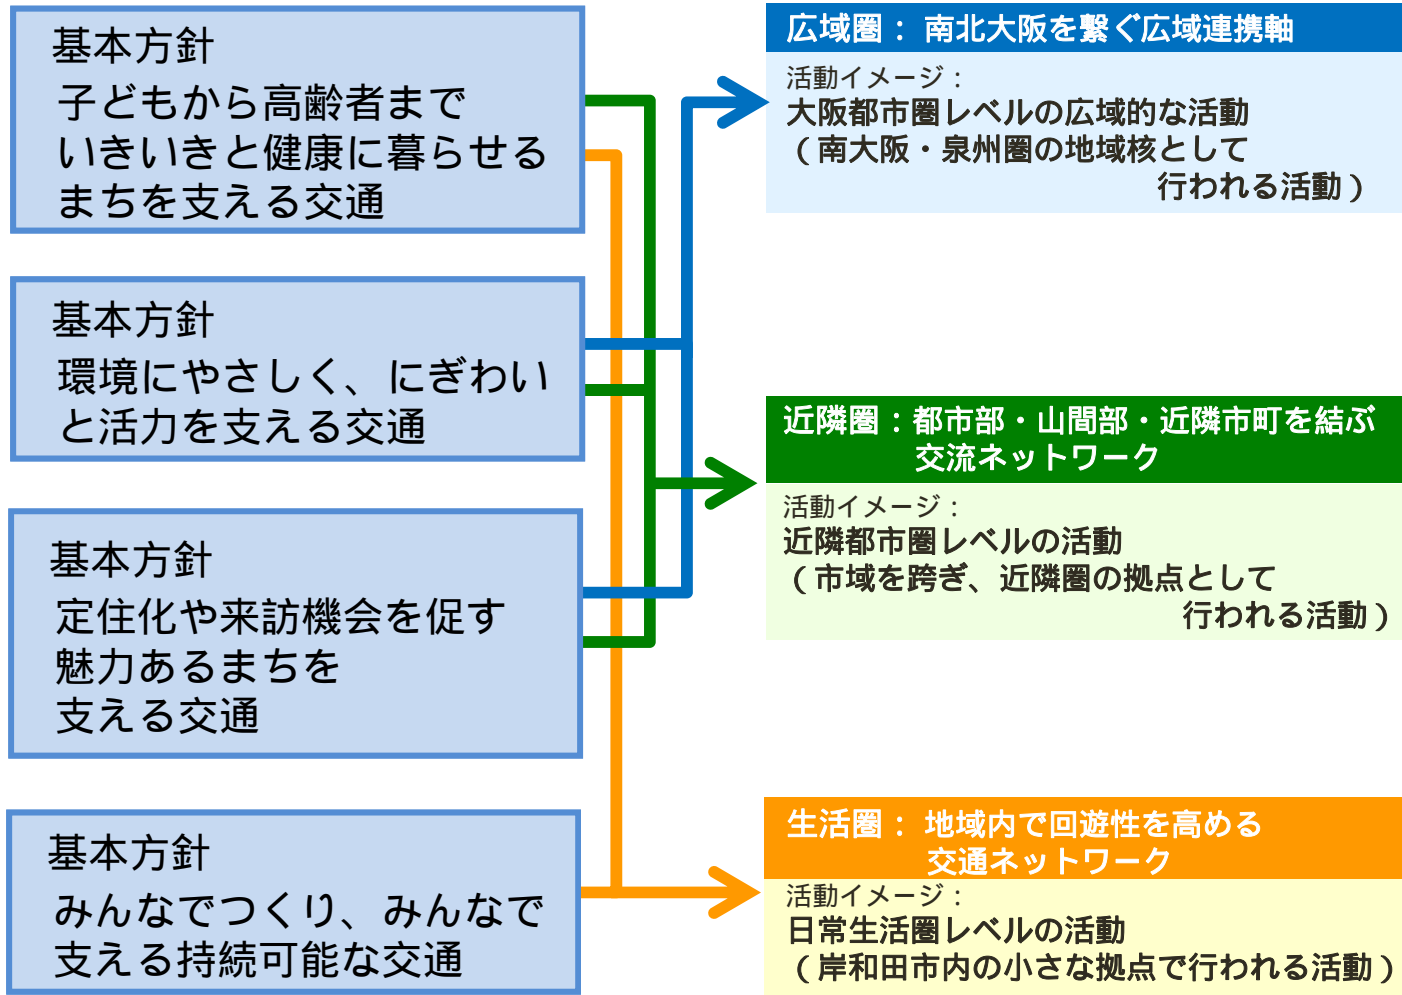 基本方針
子どもから高齢者まで
いきいきと健康に暮らせる
まちを支える交通
基本方針
環境にやさしく、にぎわい
と活力を支える交通
基本方針
定住化や来訪機会を促す
魅力あるまちを
支える交通
基本方針
みんなでつくり、みんなで
支える持続可能な交通
広域圏： 南北大阪を繋ぐ広域連携軸
活動イメージ：
大阪都市圏レベルの広域的な活動
（南大阪・泉州圏の地域核として
行われる活動）
近隣圏：都市部・山間部・近隣市町を結ぶ
交流ネットワーク
活動イメージ：
近隣都市圏レベルの活動
（市域を跨ぎ、近隣圏の拠点として
行われる活動）
生活圏： 地域内で回遊性を高める
交通ネットワーク
活動イメージ：
日常生活圏レベルの活動
（岸和田市内の小さな拠点で行われる活動）